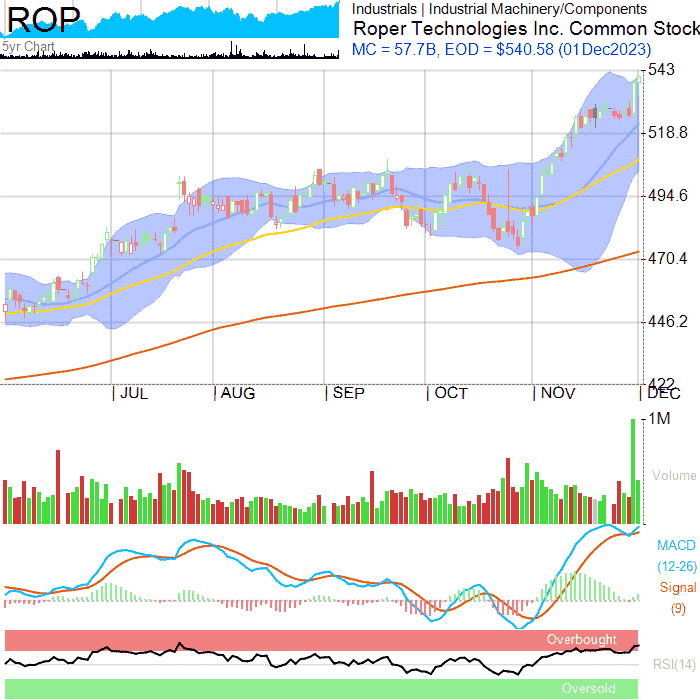 ROP
5yr Chart
Industrials | Industrial Machinery/Components
Roper Technologies Inc. Common Stock
MC = 57.7B, EOD = $540.58 (01Dec2023)
543
518.8
494.6
470.4
446.2
422
JUL AUG SEP OCT NOV DEC
1M
Volume
MACD
(12-26)
Signal
(9)
Overbought
RSI(14)
Oversold